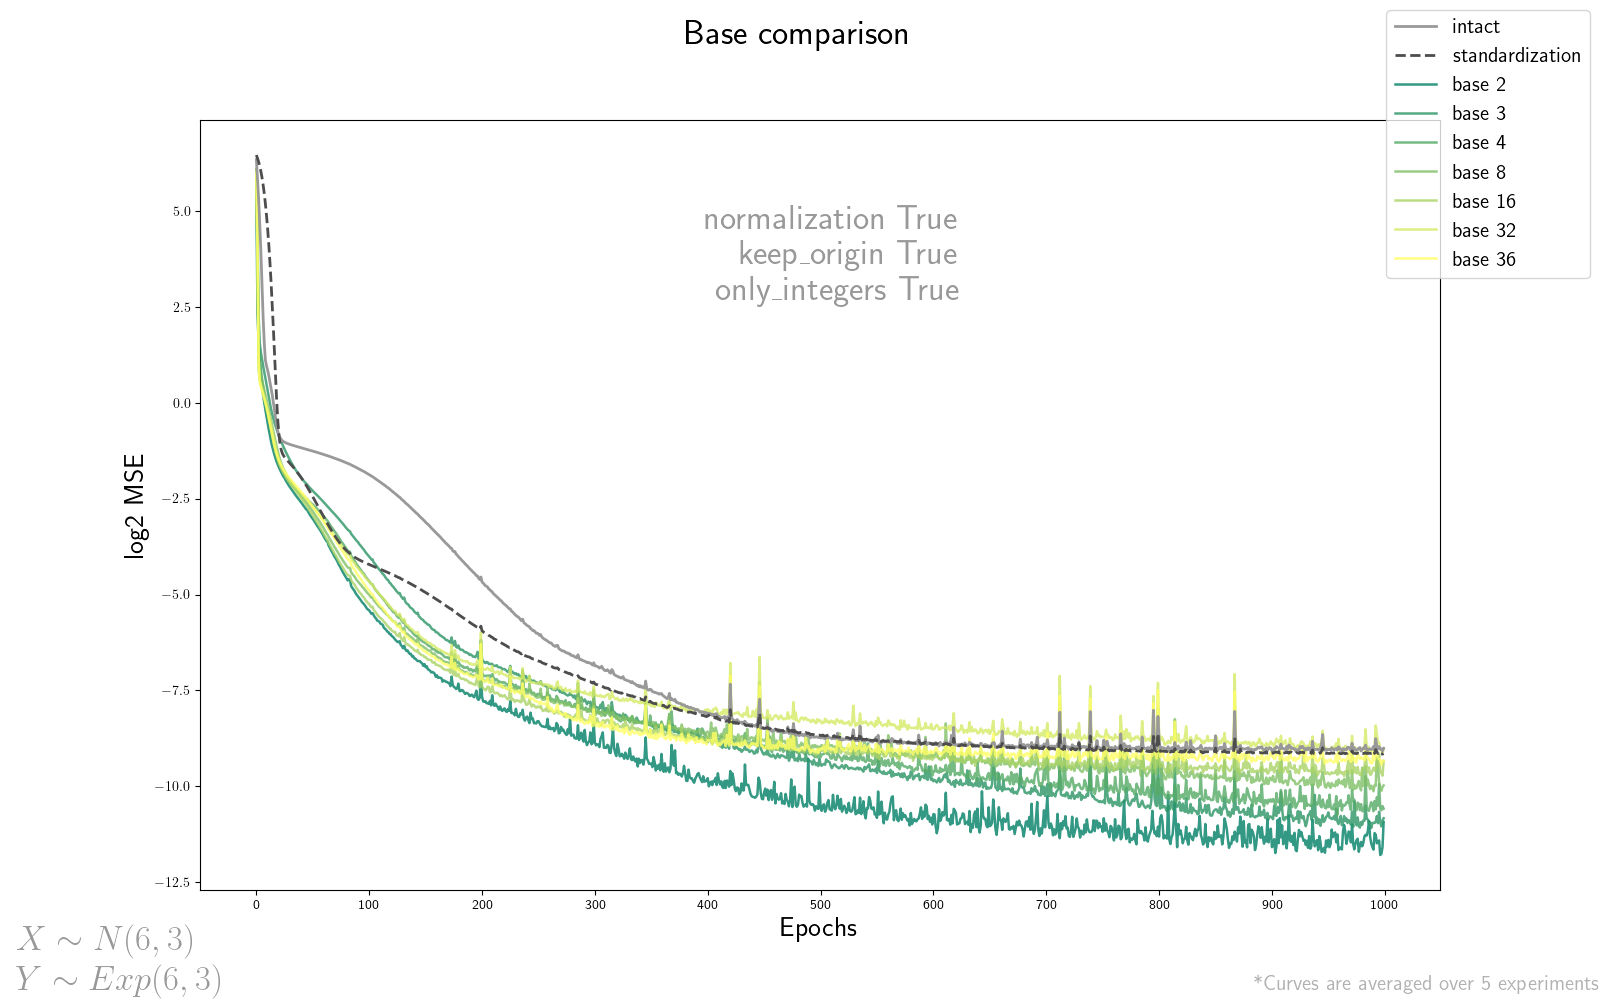 Base comparison
intact
standardization
base 2
base 3
base 4
base 8
base 16
base 32
base 36
normalization True
keep_origin True
only_integers True
log2 MSE
5.0
2.5
0.0
−2.5
−5.0
−7.5
−10.0
−12.5
0 100 200 300 400 500 600 700 800 900 1000
Epochs
X ∼ N(6, 3)
Y ∼ Exp(6, 3)
*Curves are averaged over 5 experiments